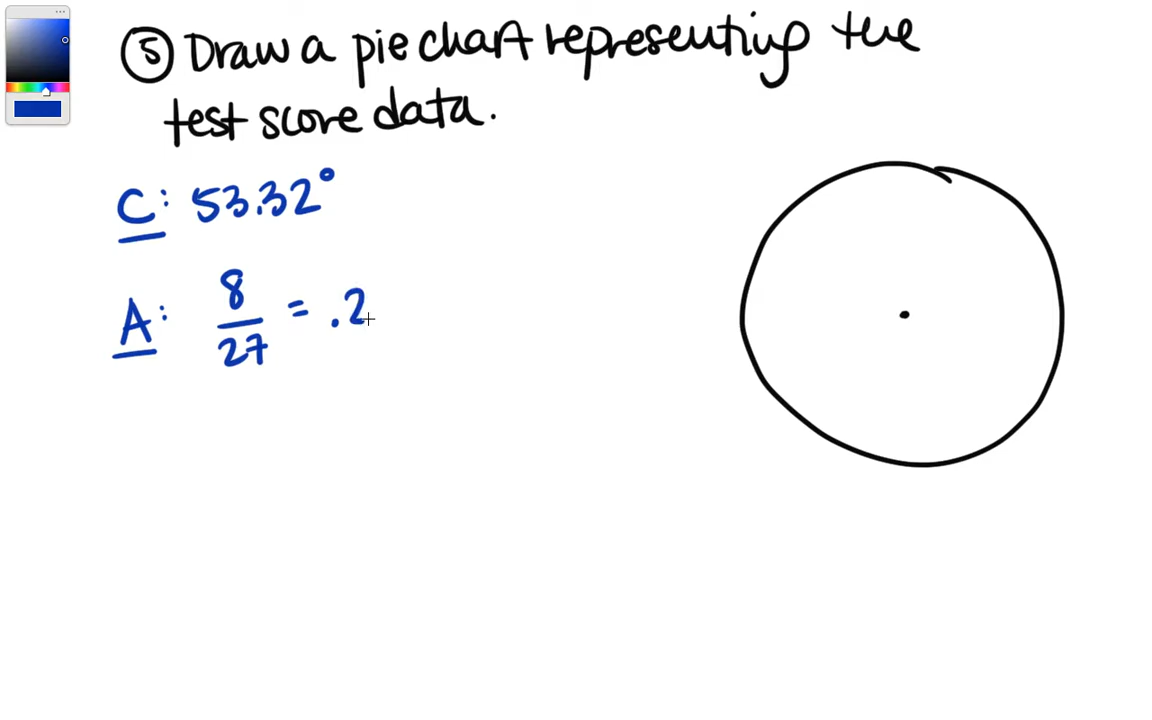 ⑤ Draw a pie chart representing the
test score data.
C: 53.32°
A: 8/27 = .2